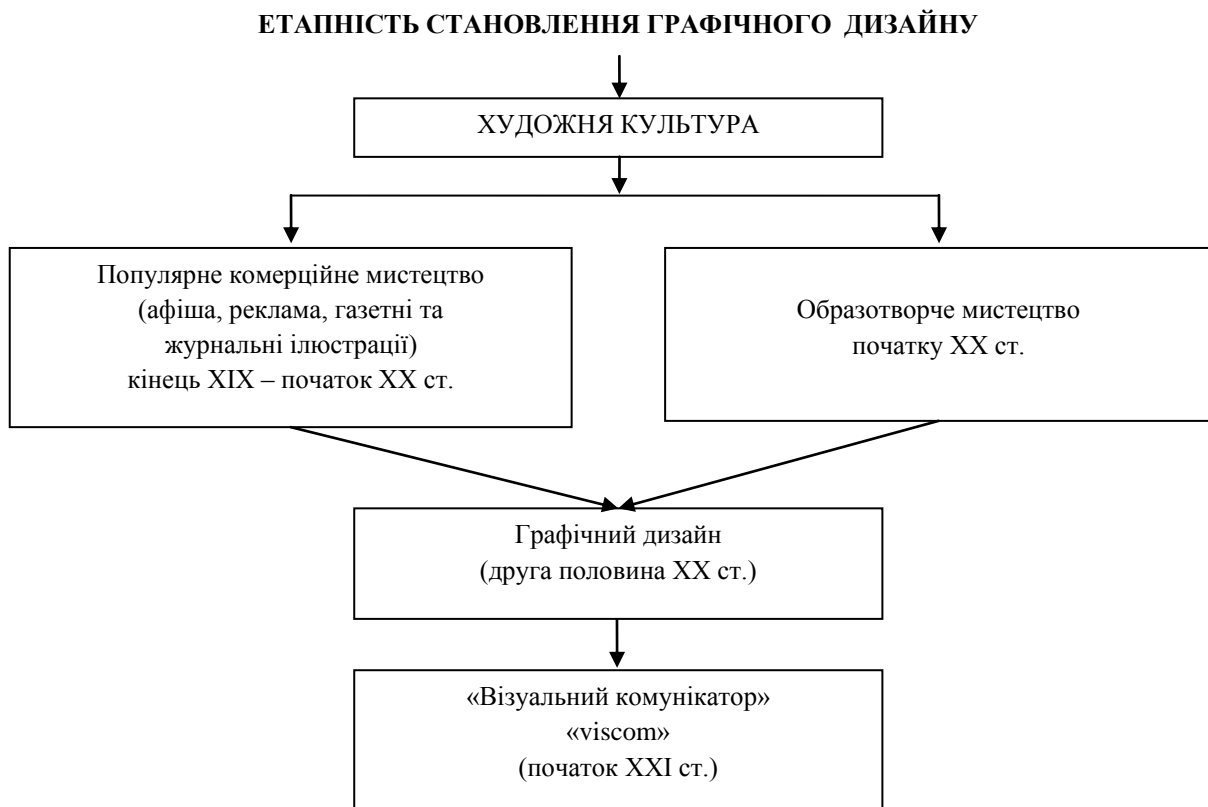 ЕТАПНІСТЬ СТАНОВЛЕННЯ ГРАФІЧНОГО ДИЗАЙНУ
ХУДОЖНЯ КУЛЬТУРА
Популярне комерційне мистецтво
(афіша, реклама, газетні та
журнальні ілюстрації)
кінець ХІХ – початок ХХ ст.
Образотворче мистецтво
початку ХХ ст.
Графічний дизайн
(друга половина ХХ ст.)
«Візуальний комунікатор»
«viscom»
(початок ХХІ ст.)